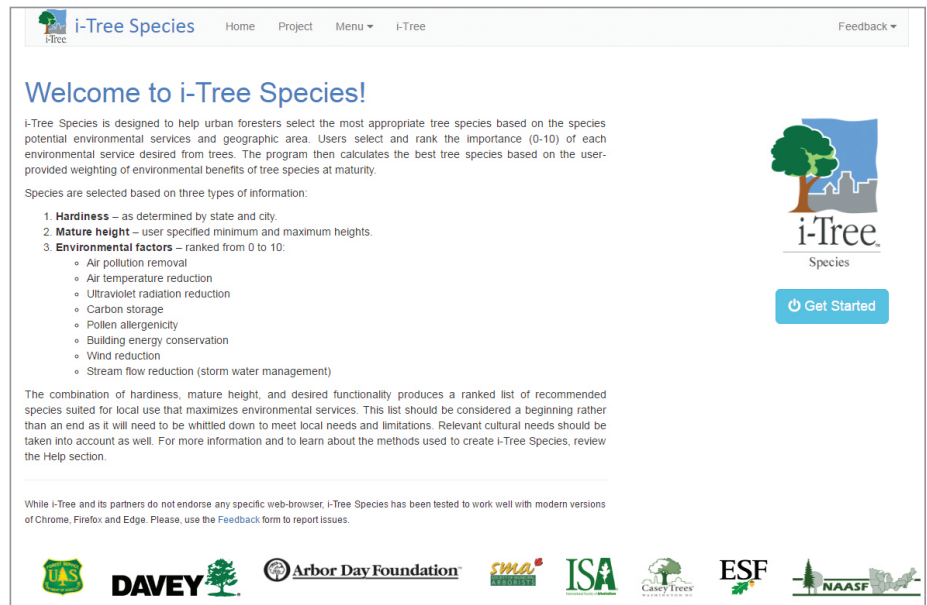 i-Tree
i-Tree Species Home Project Menu i-Tree Feedback
Welcome to i-Tree Species!
i-Tree Species is designed to help urban foresters select the most appropriate tree species based on the species
potential environmental services and geographic area. Users select and rank the importance (0-10) of each
environmental service desired from trees. The program then calculates the best tree species based on the user-
provided weighting of environmental benefits of tree species at maturity.
Species are selected based on three types of information:
1. Hardiness – as determined by state and city.
2. Mature height – user specified minimum and maximum heights.
3. Environmental factors – ranked from 0 to 10:
Air pollution removal
Air temperature reduction
Ultraviolet radiation reduction
Carbon storage
Pollen allergenicity
Building energy conservation
Wind reduction
Stream flow reduction (storm water management)
The combination of hardiness, mature height, and desired functionality produces a ranked list of recommended
species suited for local use that maximizes environmental services. This list should be considered a beginning rather
than an end as it will need to be whittled down to meet local needs and limitations. Relevant cultural needs should be
taken into account as well. For more information and to learn about the methods used to create i-Tree Species, review
the Help section.
i-Tree™
Species
Get Started
While i-Tree and its partners do not endorse any specific web-browser, i-Tree Species has been tested to work well with modern versions
of Chrome, Firefox and Edge. Please, use the Feedback form to report issues.
UAS
DAVEY
Arbor Day Foundation™
sma
ARBORISTS
ISA
Casey Trees
WASHINGTON DC
ESF
NAASF